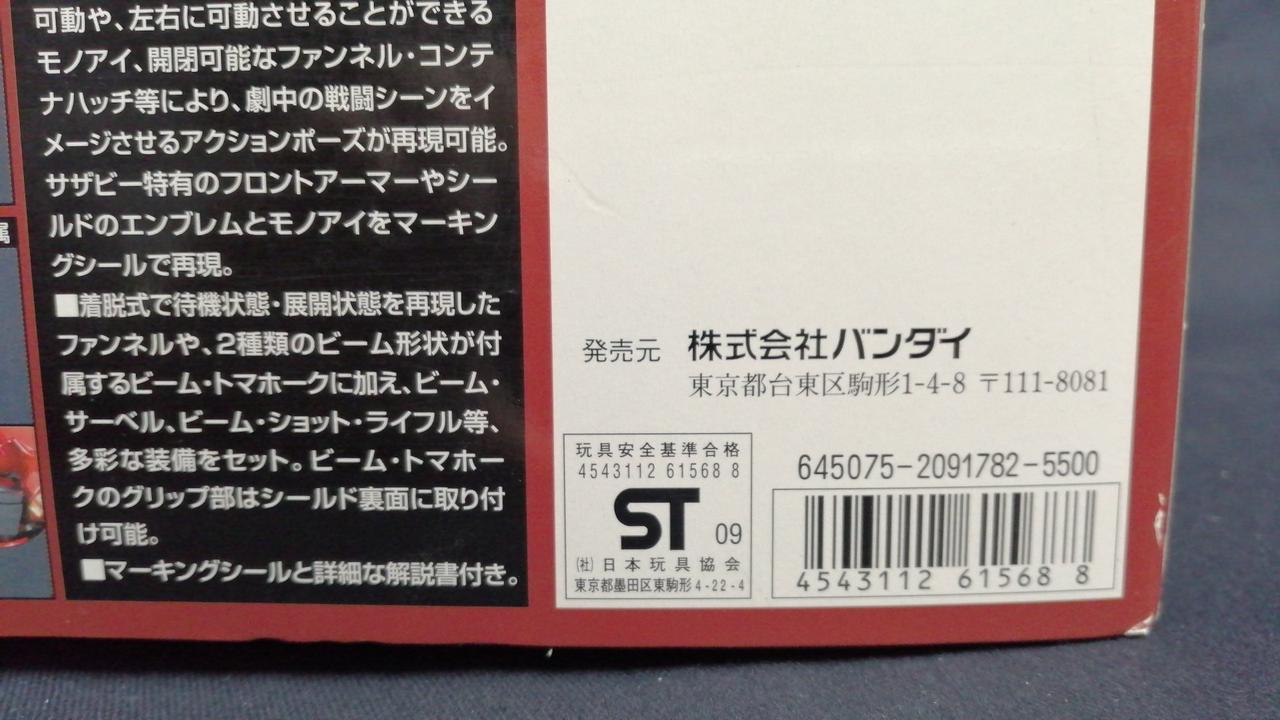 可動や、左右に可動させることができる
モノアイ、開閉可能なファンネル・コンテ
ナハッチ等により、劇中の戦闘シーンをイ
メージさせるアクションポーズが再現可能。
サザビー特有のフロントアーマーやシー
ルドのエンブレムとモノアイをマーキン
グシールで再現。
■着脱式で待機状態・展開状態を再現した
ファンネルや、2種類のビーム形状が付
属するビーム・トマホークに加え、ビーム・
サーベル、ビーム・ショット・ライフル等、
多彩な装備をセット。ビーム・トマホー
クのグリップ部はシールド裏面に取り付
け可能。
■マーキングシールと詳細な解説書付き。
属
発売元 株式会社バンダイ
東京都台東区駒形1-4-8 〒111-8081
玩具安全基準合格
4543112 61568 8
ST 09
(社)日本玩具協会
東京都墨田区東駒形4-22-4
645075-2091782-5500
4543112 61568 8